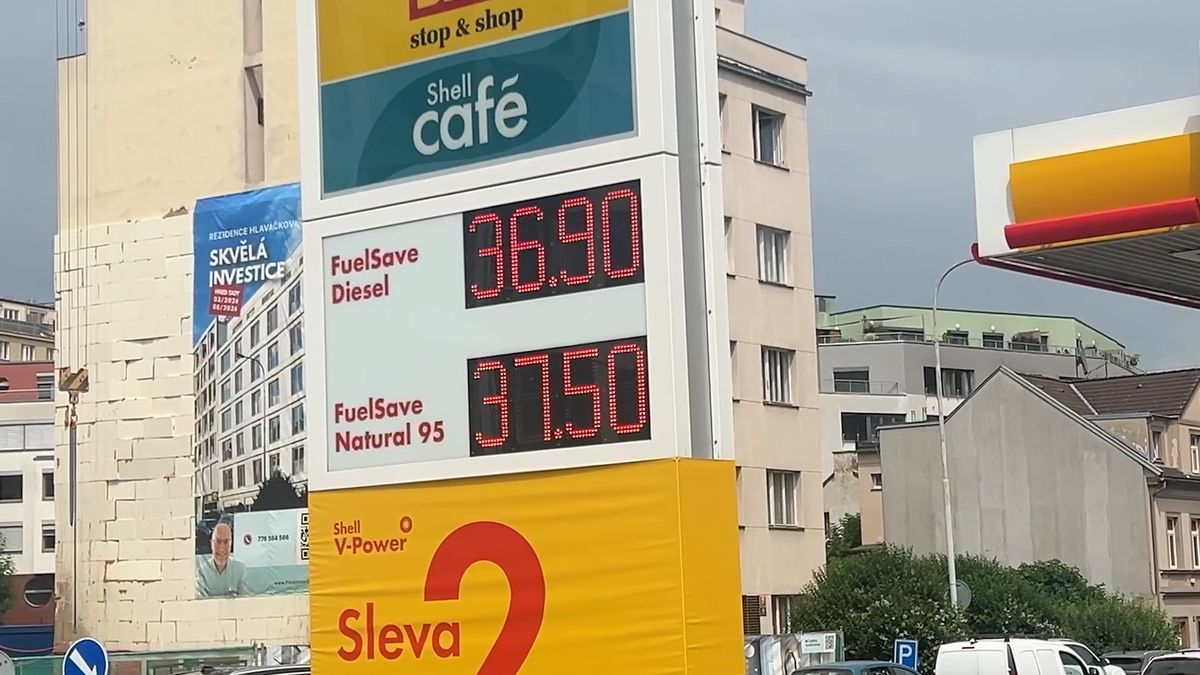 stop & shop
Shell
café
FuelSave
Diesel
36.90
FuelSave
Natural 95
37.50
Shell
V-Power
Sleva 2
REZIDENCE HLAVÁČKOVA
SKVĚLÁ
INVESTICE
P